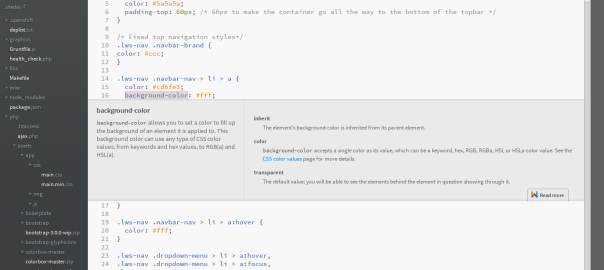 .openshift
deplist.txt
graphics
Gruntfile.js
health_check.php
libs
Makefile
misc
node_modules
package.json
php
.htaccess
ajax.php
assets
app
css
main.css
main.min.css
img
js
boilerplate
bootstrap
bootstrap-3.0.0-wip.zip
bootstrap-glyphicons
colorbox-master
colorbox-master.zip
5 color: #5a5a5a;
6 padding-top: 60px; /* 60px to make the container go all the way to the bottom of the topbar */
7 }
8
9 /* Fixed top navigation styles*/
10 .lws-nav .navbar-brand {
11 color: #ccc;
12 }
13
14 .lws-nav .navbar-nav > li > a {
15 color: #cdbfe3;
16 background-color: #fff;
background-color
background-color allows you to set a color to fill up
the background of an element it is applied to. This
background color can use any type of CSS color
values, from keywords and hex values, to RGB(a) and
HSL(a).
inherit
The element's background-color is inherited from its parent element.
color
background-color accepts a single color as its value, which can be a keyword, hex, RGB, RGBa, HSL or HSLa color value. See the
CSS color values page for more details.
transparent
The default value; you will be able to see the elements behind the element in question showing through it.
Read more
17 }
18
19 .lws-nav .navbar-nav > li > a:hover {
20 color: #fff;
21 }
22
23 .lws-nav .dropdown-menu > li > a:hover,
24 .lws-nav .dropdown-menu > li > a:focus,